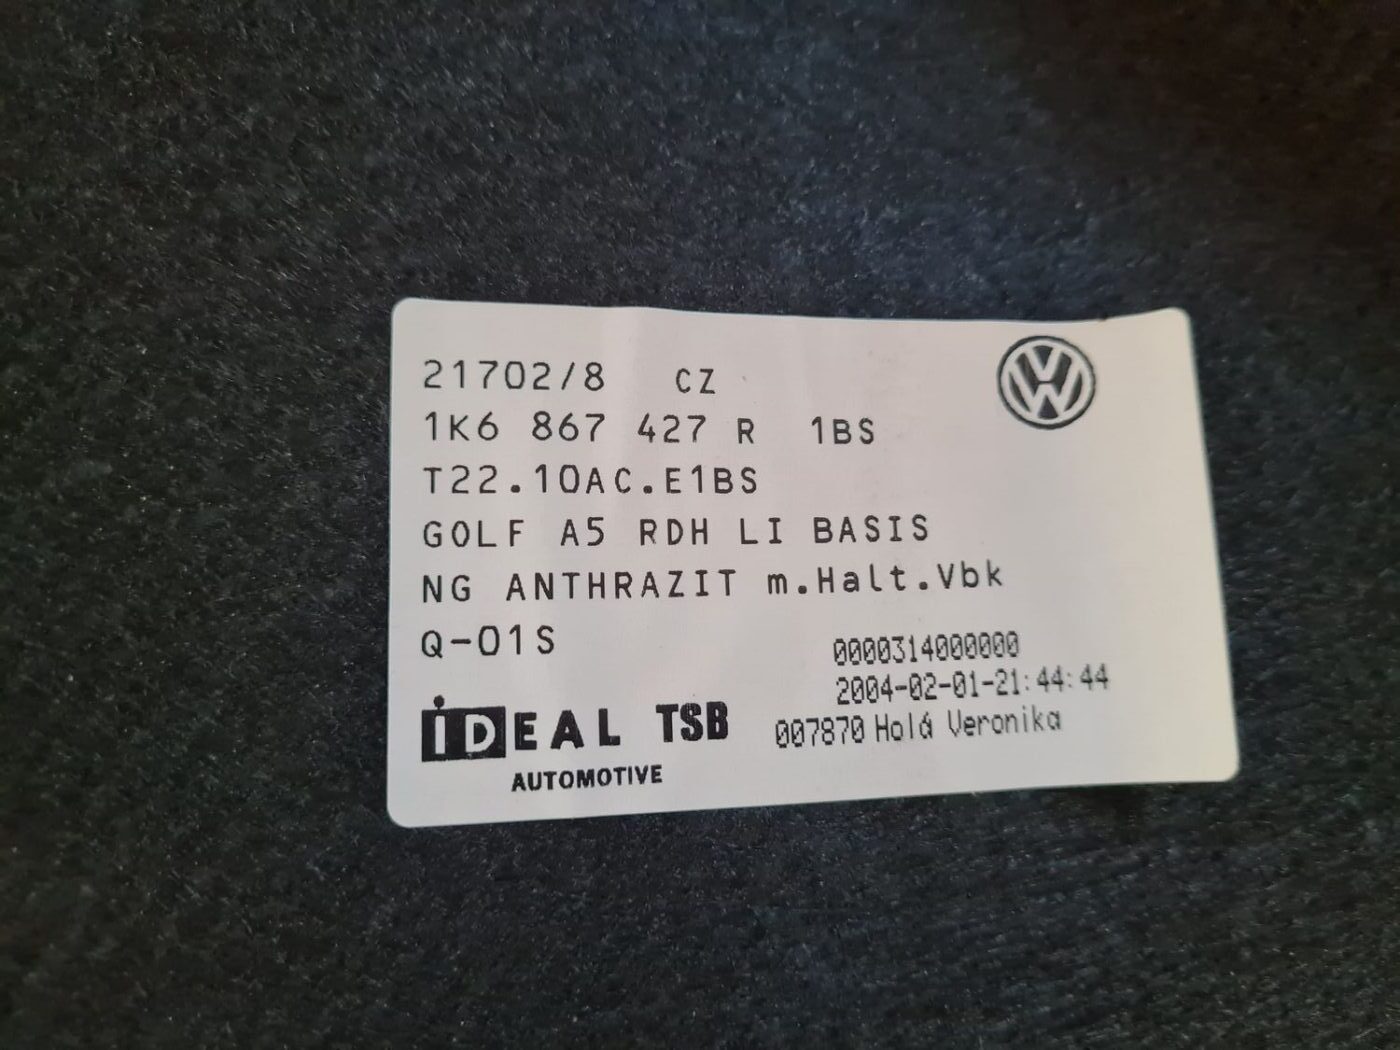 21702/8 CZ
1K6 867 427 R 1BS
T22.10AC.E1BS
GOLF A5 RDH LI BASIS
NG ANTHRAZIT m.Halt.Vbk
Q-01S
0000314000000
2004-02-01-21:44:44
007870 Holá Veronika
iDEAL TSB
AUTOMOTIVE
VW